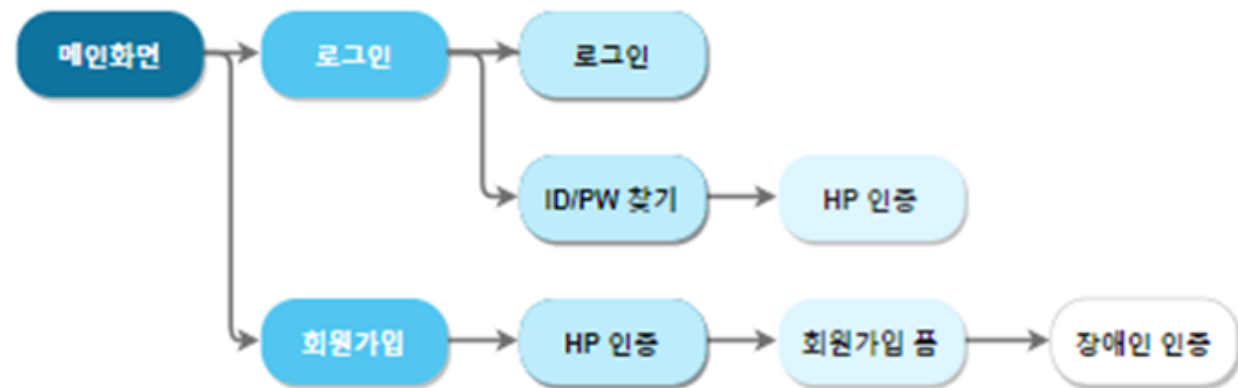 메인화면
로그인
로그인
ID/PW 찾기
HP 인증
회원가입
HP 인증
회원가입 폼
장애인 인증